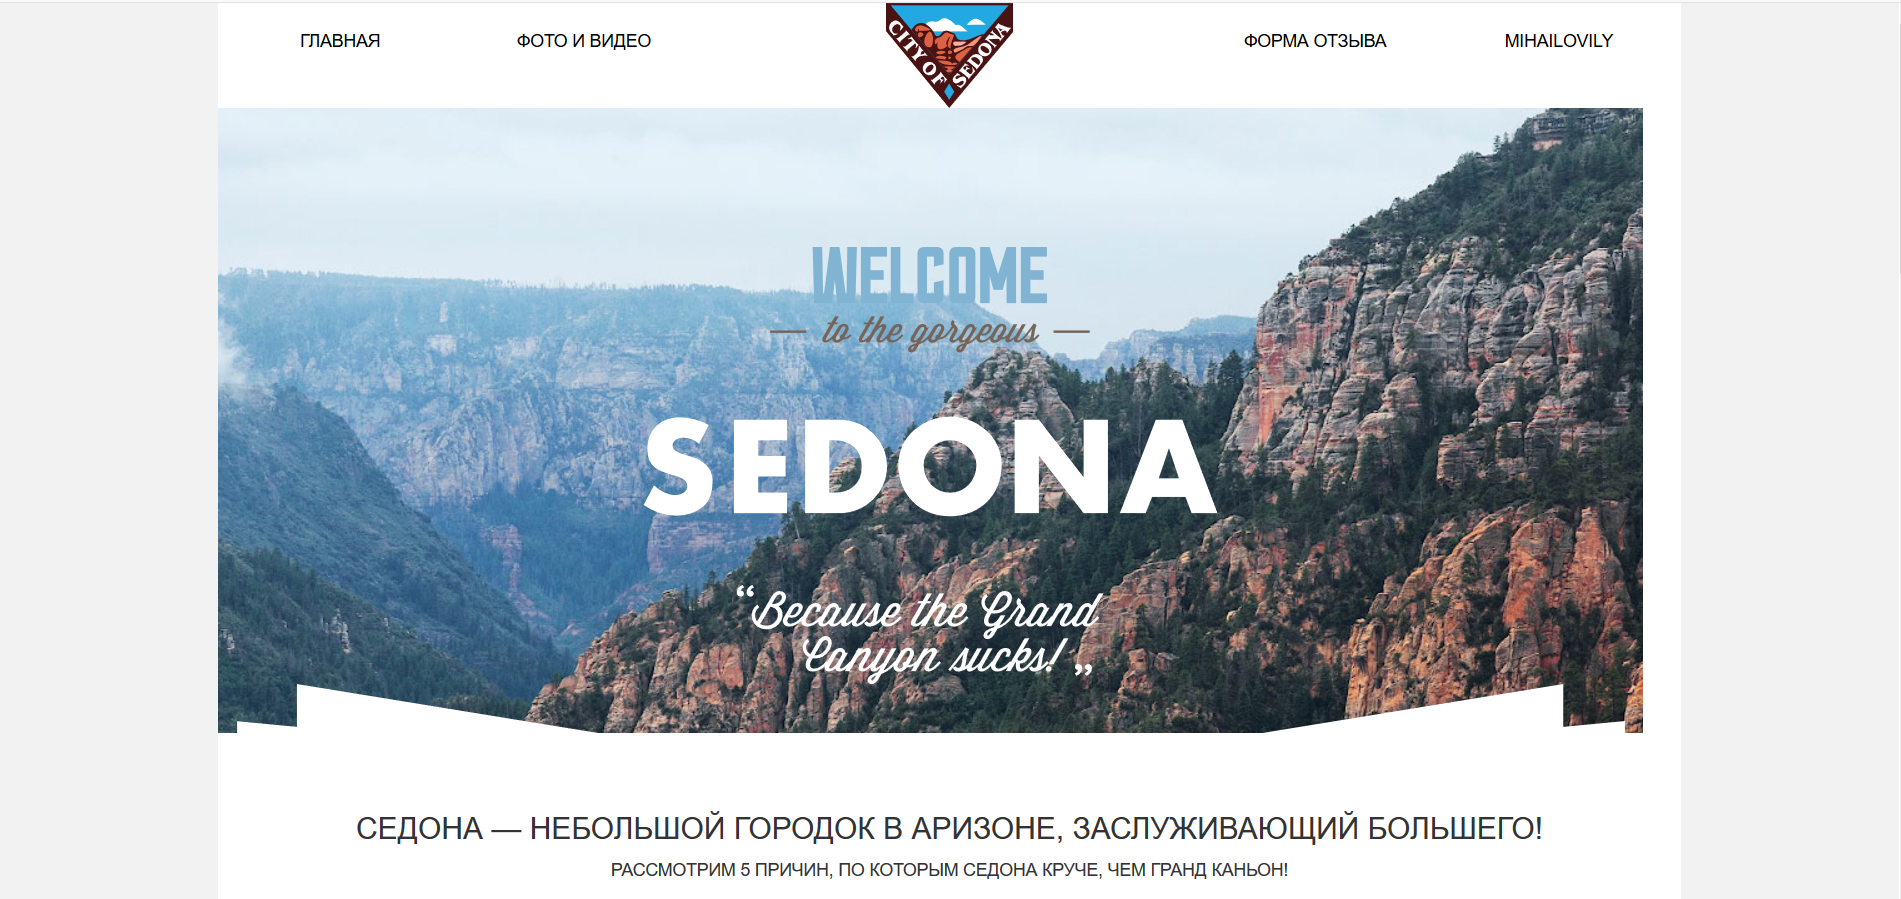 ГЛАВНАЯ
ФОТО И ВИДЕО
CITY OF SEDONA
ФОРМА ОТЗЫВА
MIHAILOVILY
WELCOME
— to the gorgeous —
SEDONA
“Because the Grand
Canyon sucks! „
СЕДОНА — НЕБОЛЬШОЙ ГОРОДОК В АРИЗОНЕ, ЗАСЛУЖИВАЮЩИЙ БОЛЬШЕГО!
РАССМОТРИМ 5 ПРИЧИН, ПО КОТОРЫМ СЕДОНА КРУЧЕ, ЧЕМ ГРАНД КАНЬОН!